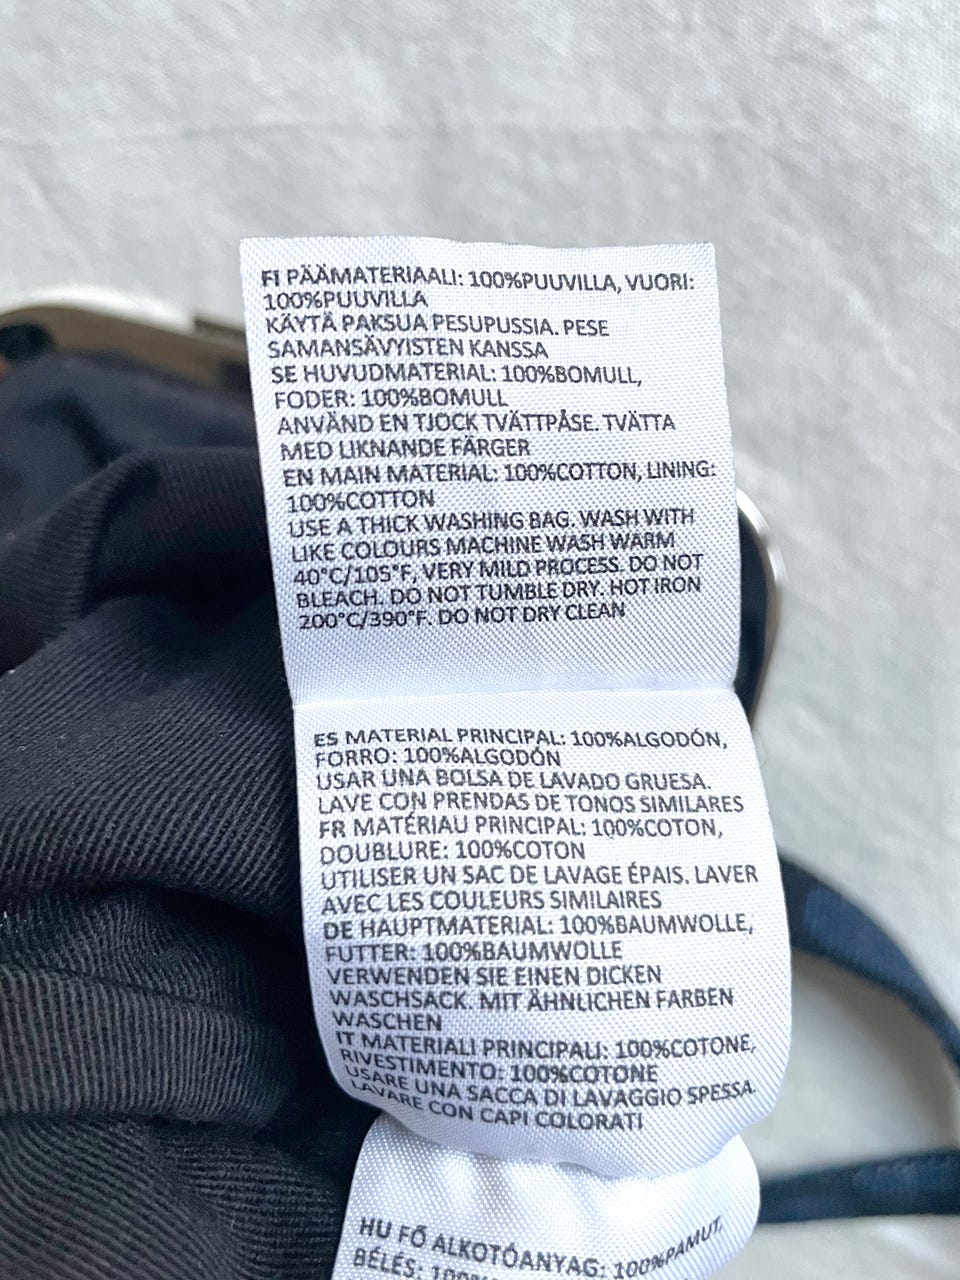 FI PÄÄMATERIAALI: 100%PUUVILLA, VUORI:
100%PUUVILLA
KÄYTÄ PAKSUA PESUPUSSIA. PESE
SAMANSÄVYISTEN KANSSA
SE HUVUDMATERIAL: 100%BOMULL,
FODER: 100%BOMULL
ANVÄND EN TJOCK TVÄTTPÅSE. TVÄTTA
MED LIKNANDE FÄRGER
EN MAIN MATERIAL: 100%COTTON, LINING:
100%COTTON
USE A THICK WASHING BAG. WASH WITH
LIKE COLOURS MACHINE WASH WARM
40°C/105°F, VERY MILD PROCESS. DO NOT
BLEACH. DO NOT TUMBLE DRY. HOT IRON
200°C/390°F. DO NOT DRY CLEAN
ES MATERIAL PRINCIPAL: 100%ALGODÓN,
FORRO: 100%ALGODÓN
USAR UNA BOLSA DE LAVADO GRUESA.
LAVE CON PRENDAS DE TONOS SIMILARES
FR MATÉRIAU PRINCIPAL: 100%COTON,
DOUBLURE: 100%COTON
UTILISER UN SAC DE LAVAGE ÉPAIS. LAVER
AVEC LES COULEURS SIMILAIRES
DE HAUPTMATERIAL: 100%BAUMWOLLE,
FUTTER: 100%BAUMWOLLE
VERWENDEN SIE EINEN DICKEN
WASCHSACK. MIT ÄHNLICHEN FARBEN
WASCHEN
IT MATERIALI PRINCIPALI: 100%COTONE,
RIVESTIMENTO: 100%COTONE
USARE UNA SACCA DI LAVAGGIO SPESSA.
LAVARE CON CAPI COLORATI
HU FŐ ALKOTÓANYAG: 100%PAMUT,
BÉLÉS: